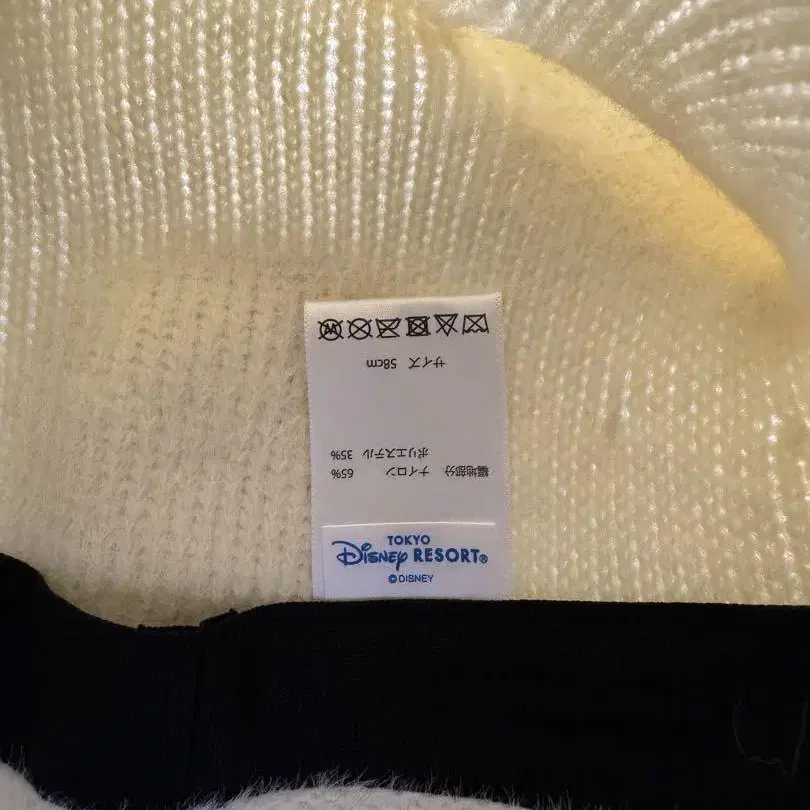 サイズ 58cm
ポリエステル 35%
編地部分 ナイロン 65%
TOKYO
Disney RESORT®
©DISNEY